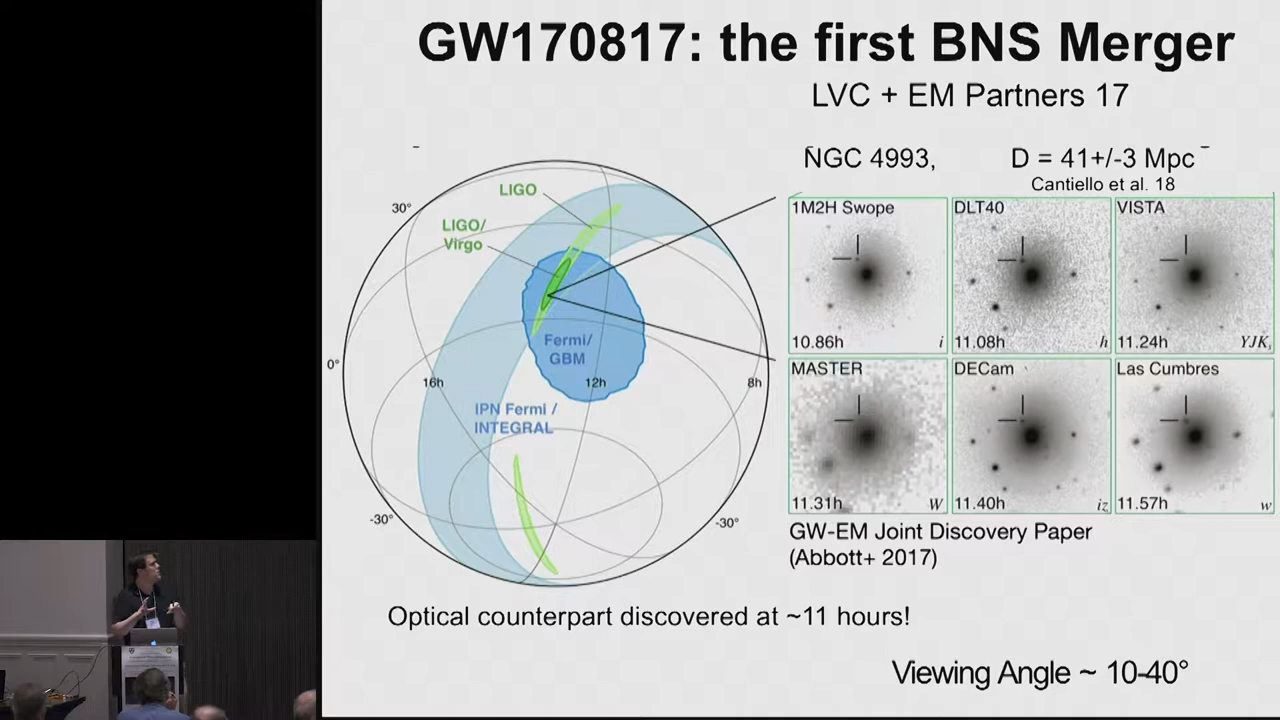 GW170817: the first BNS Merger
LVC + EM Partners 17
NGC 4993, D = 41+/-3 Mpc
Cantiello et al. 18
LIGO
LIGO/
Virgo
Fermi/
GBM
IPN Fermi /
INTEGRAL
30°
0°
-30°
-30°
16h
12h
8h
1M2H Swope
10.86h i
DLT40
11.08h h
VISTA
11.24h YJKs
MASTER
11.31h W
DECam
11.40h iz
Las Cumbres
11.57h w
GW-EM Joint Discovery Paper
(Abbott+ 2017)
Optical counterpart discovered at ~11 hours!
Viewing Angle ~ 10-40°